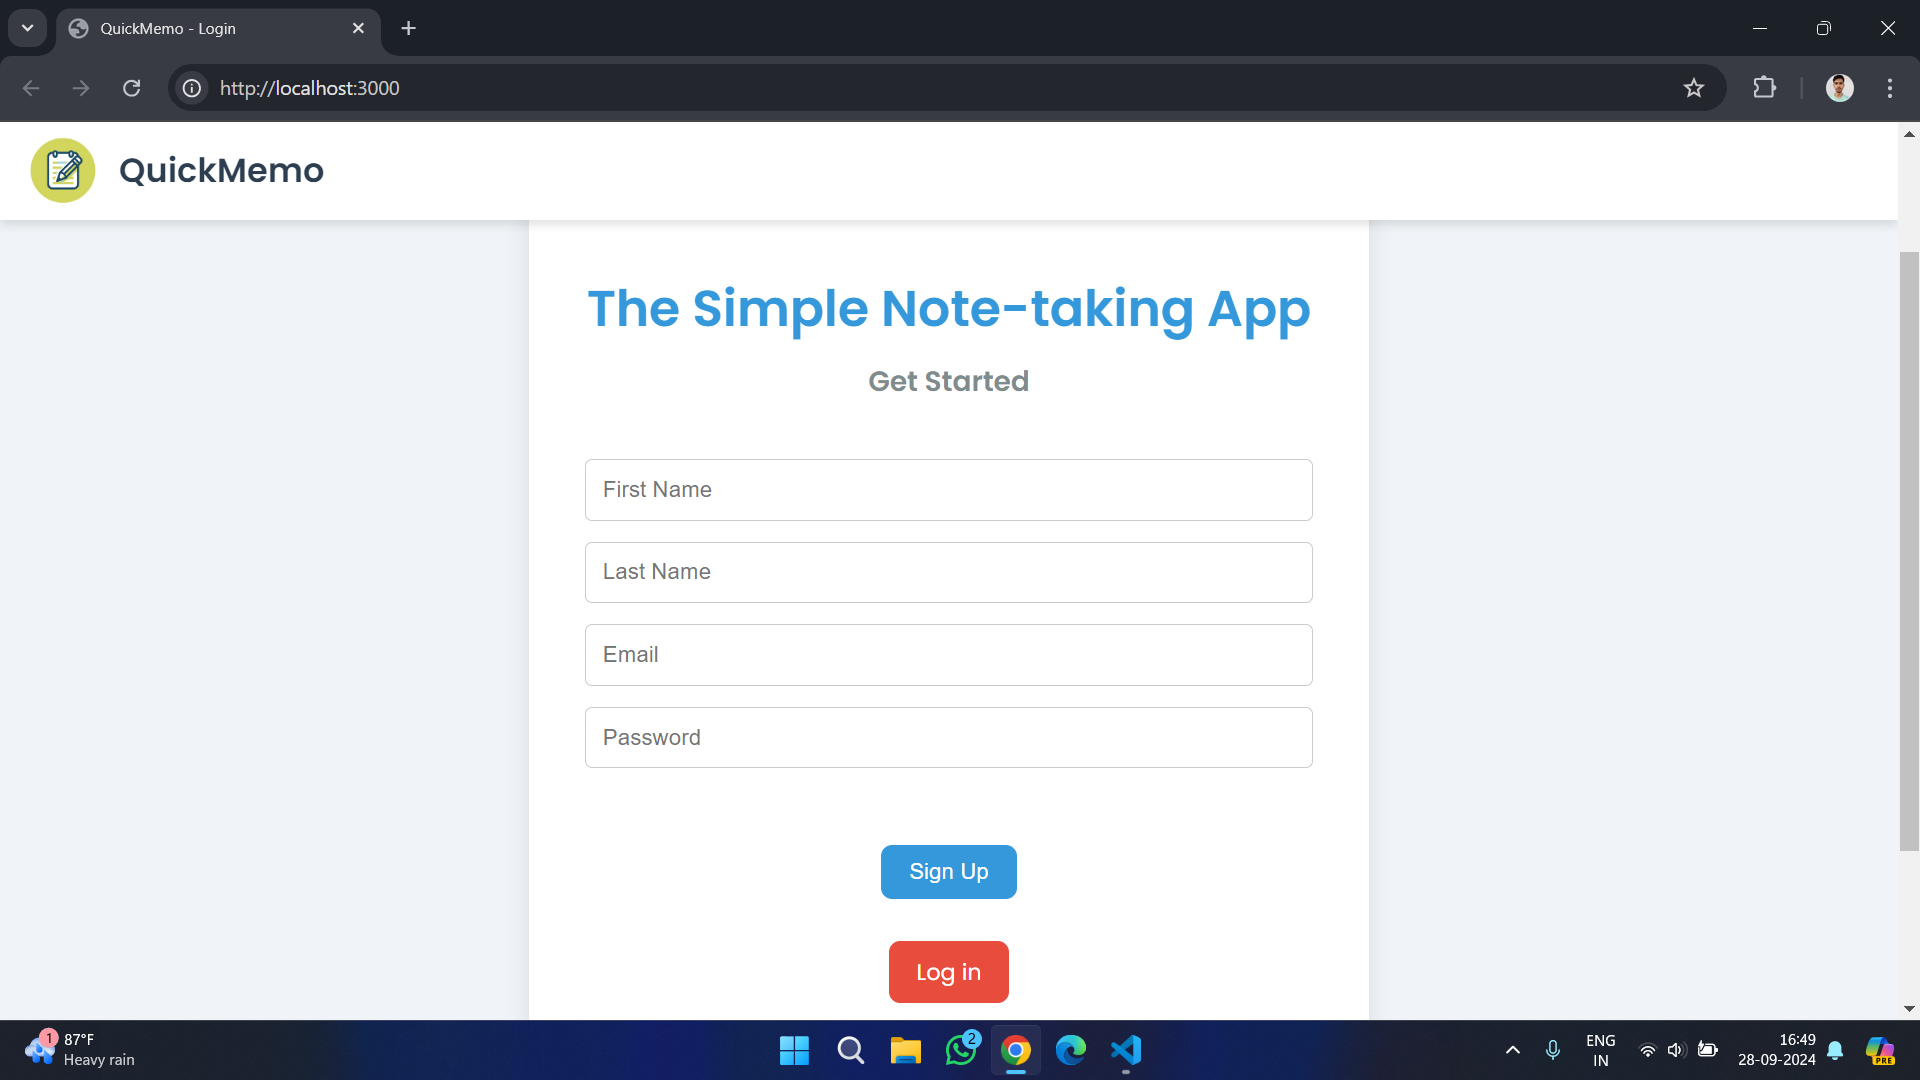 QuickMemo - Login
http://localhost:3000
QuickMemo
The Simple Note-taking App
Get Started
First Name
Last Name
Email
Password
Sign Up
Log in
1
87°F
Heavy rain
2
ENG
IN
16:49
28-09-2024
PRE